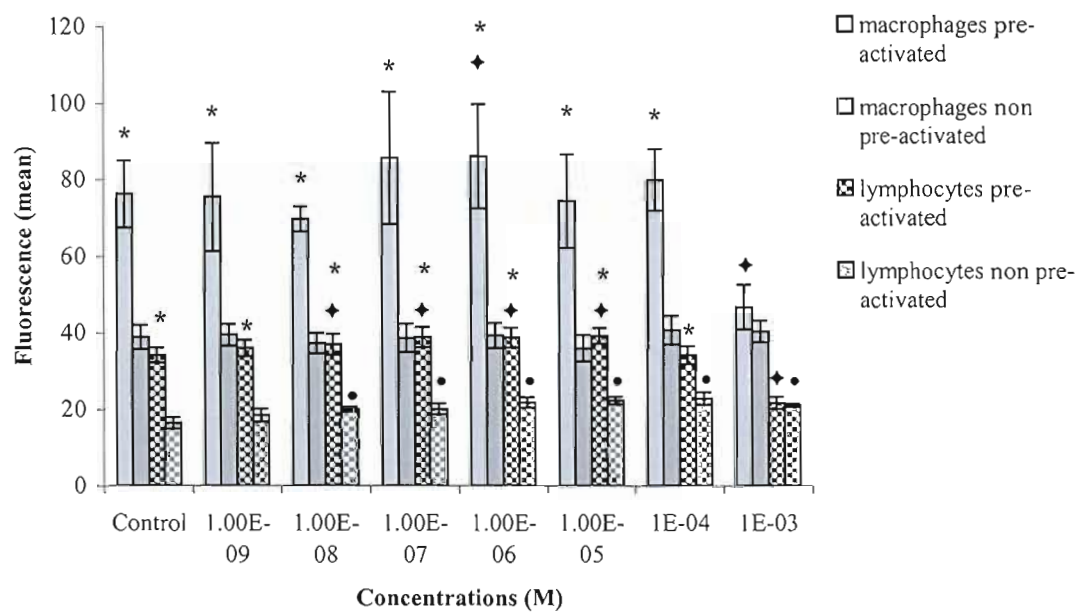 120
100
80
60
40
20
0
Fluorescence (mean)
* * * * * * *
* * * * * * *
Control
1.00E-
09
1.00E-
08
1.00E-
07
1.00E-
06
1.00E-
05
1E-04
1E-03
Concentrations (M)
macrophages pre-
activated
macrophages non
pre-activated
lymphocytes pre-
activated
lymphocytes non pre-
activated